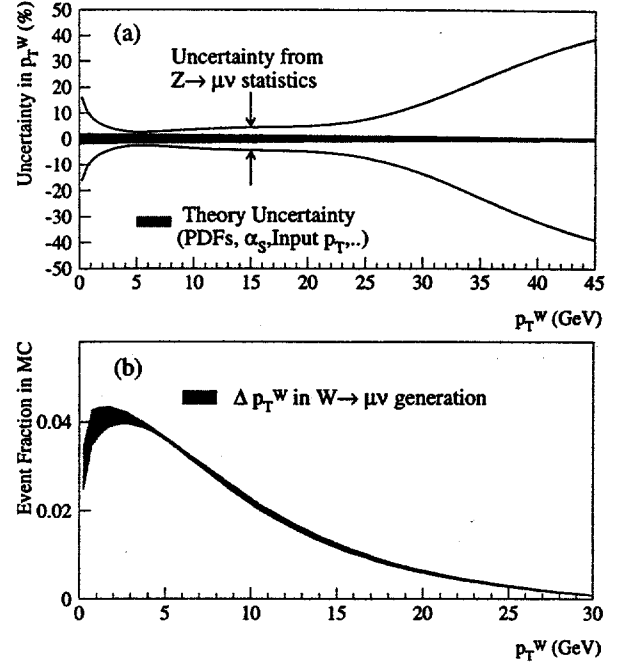 50
40
30
20
10
0
-10
-20
-30
-40
-50
Uncertainty in p_T^W (%)
(a)
Uncertainty from
Z→ μν statistics
Theory Uncertainty
(PDFs, α_S,Input p_T,..)
0 5 10 15 20 25 30 35 40 45
p_T^W (GeV)
Event Fraction in MC
(b)
Δ p_T^W in W→ μν generation
0.04
0.02
0
0 5 10 15 20 25 30
p_T^W (GeV)